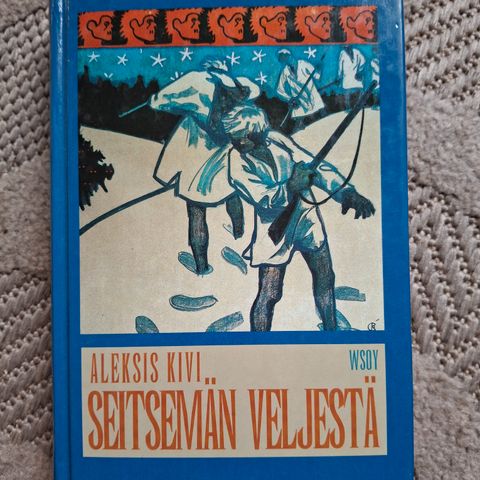 ALEKSIS KIVI
WSOY
SEITSEMÄN VELJESTÄ